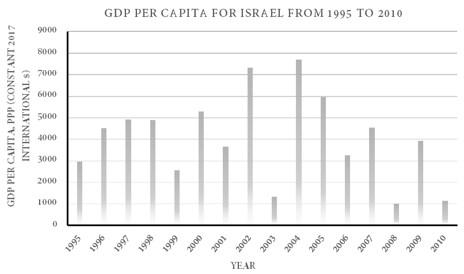 GDP PER CAPITA FOR ISRAEL FROM 1995 TO 2010
GDP PER CAPITA, PPP (CONSTANT 2017
INTERNATIONAL $)
9000
8000
7000
6000
5000
4000
3000
2000
1000
0
1995 1996 1997 1998 1999 2000 2001 2002 2003 2004 2005 2006 2007 2008 2009 2010
YEAR